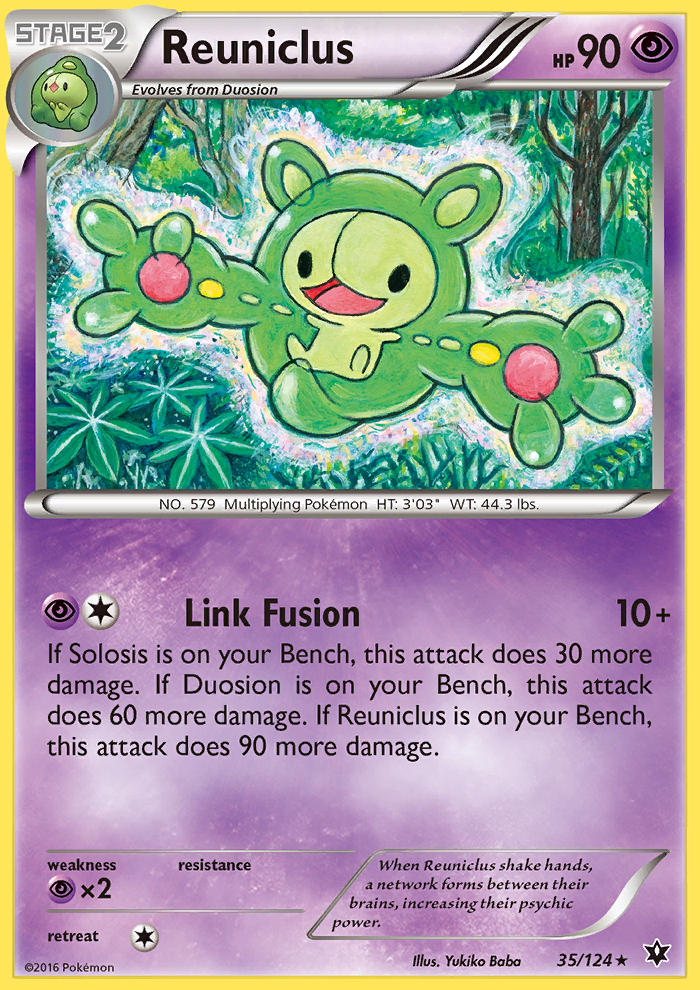 STAGE2
Reuniclus
HP 90
Evolves from Duosion
NO. 579 Multiplying Pokémon HT: 3'03" WT: 44.3 lbs.
Link Fusion 10+
If Solosis is on your Bench, this attack does 30 more
damage. If Duosion is on your Bench, this attack
does 60 more damage. If Reuniclus is on your Bench,
this attack does 90 more damage.
weakness resistance
×2
retreat
When Reuniclus shake hands,
a network forms between their
brains, increasing their psychic
power.
Illus. Yukiko Baba 35/124 ★
©2016 Pokémon